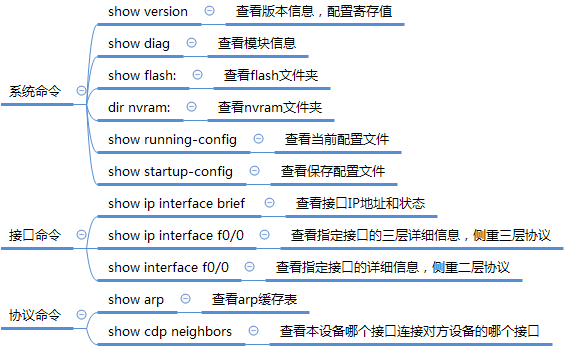 系统命令
show version 查看版本信息，配置寄存值
show diag 查看模块信息
show flash: 查看flash文件夹
dir nvram: 查看nvram文件夹
show running-config 查看当前配置文件
show startup-config 查看保存配置文件
接口命令
show ip interface brief 查看接口IP地址和状态
show ip interface f0/0 查看指定接口的三层详细信息，侧重三层协议
show interface f0/0 查看指定接口的详细信息，侧重二层协议
协议命令
show arp 查看arp缓存表
show cdp neighbors 查看本设备哪个接口连接对方设备的哪个接口